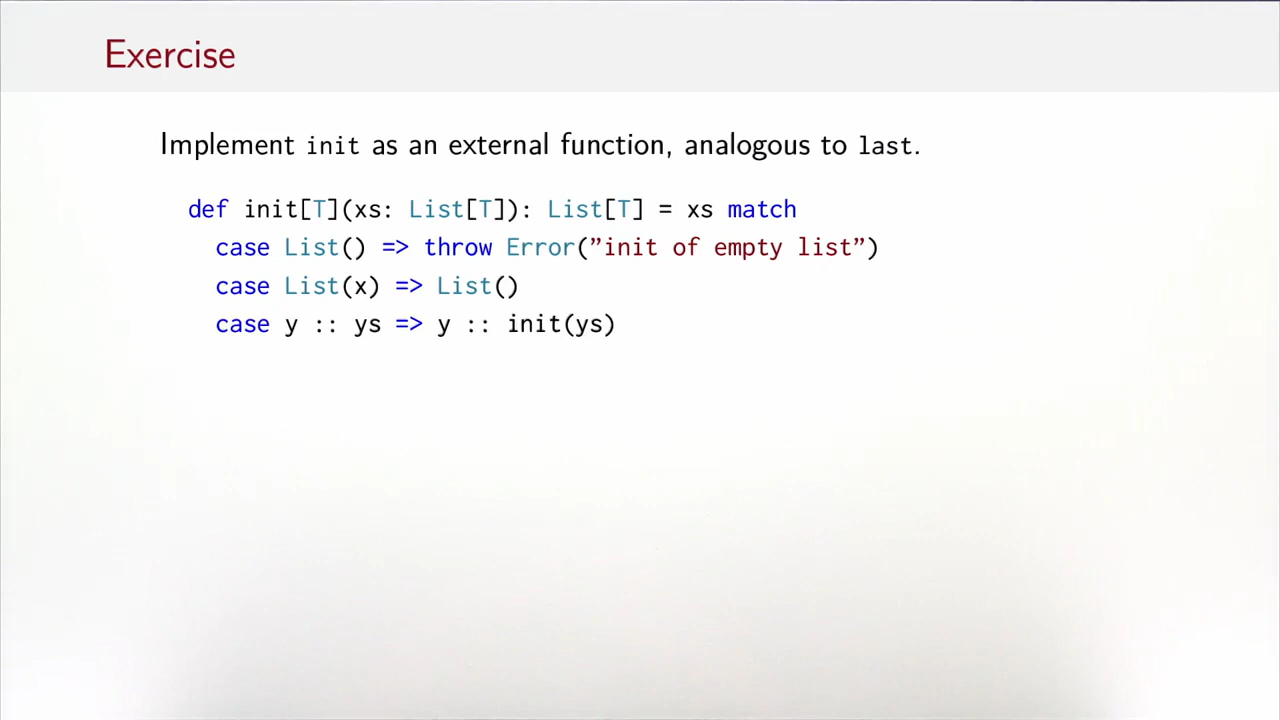 Exercise
Implement init as an external function, analogous to last.
def init[T](xs: List[T]): List[T] = xs match
case List() => throw Error(”init of empty list”)
case List(x) => List()
case y :: ys => y :: init(ys)